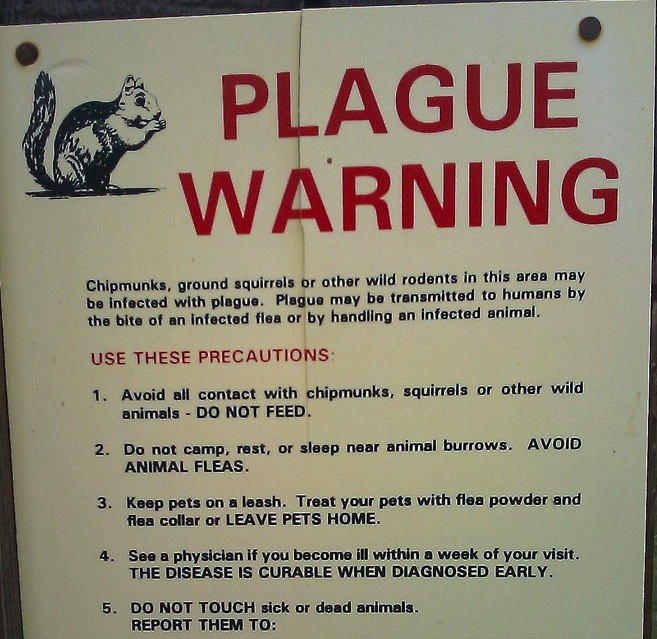 PLAGUE
WARNING
Chipmunks, ground squirrels or other wild rodents in this area may
be infected with plague. Plague may be transmitted to humans by
the bite of an infected flea or by handling an infected animal.
USE THESE PRECAUTIONS:
1. Avoid all contact with chipmunks, squirrels or other wild
animals - DO NOT FEED.
2. Do not camp, rest, or sleep near animal burrows. AVOID
ANIMAL FLEAS.
3. Keep pets on a leash. Treat your pets with flea powder and
flea collar or LEAVE PETS HOME.
4. See a physician if you become ill within a week of your visit.
THE DISEASE IS CURABLE WHEN DIAGNOSED EARLY.
5. DO NOT TOUCH sick or dead animals.
REPORT THEM TO: